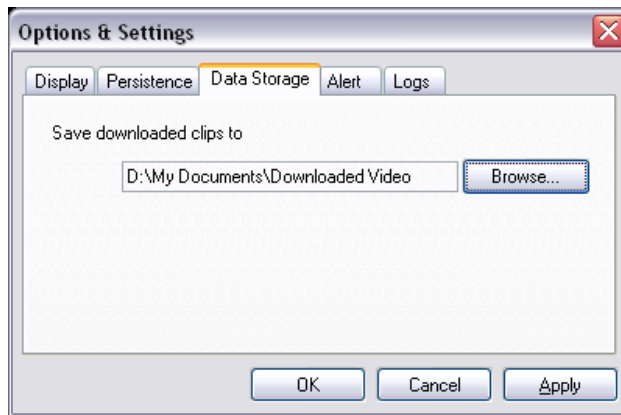 Options & Settings
Display Persistence Data Storage Alert Logs
Save downloaded clips to
D:\My Documents\Downloaded Video Browse...
OK Cancel Apply